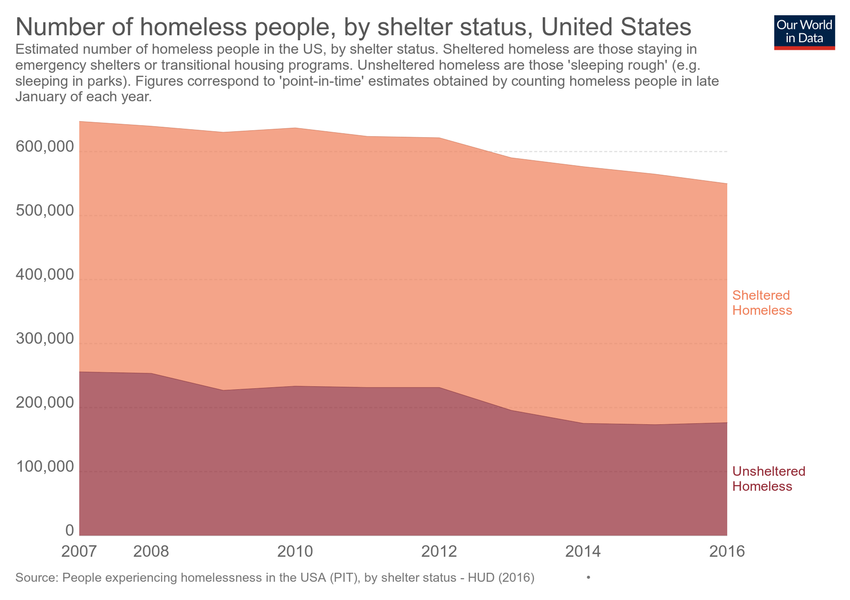 Number of homeless people, by shelter status, United States
Our World
in Data
Estimated number of homeless people in the US, by shelter status. Sheltered homeless are those staying in
emergency shelters or transitional housing programs. Unsheltered homeless are those 'sleeping rough' (e.g.
sleeping in parks). Figures correspond to 'point-in-time' estimates obtained by counting homeless people in late
January of each year.
600,000
500,000
400,000
300,000
200,000
100,000
0
Sheltered
Homeless
Unsheltered
Homeless
2007 2008 2010 2012 2014 2016
Source: People experiencing homelessness in the USA (PIT), by shelter status - HUD (2016) •